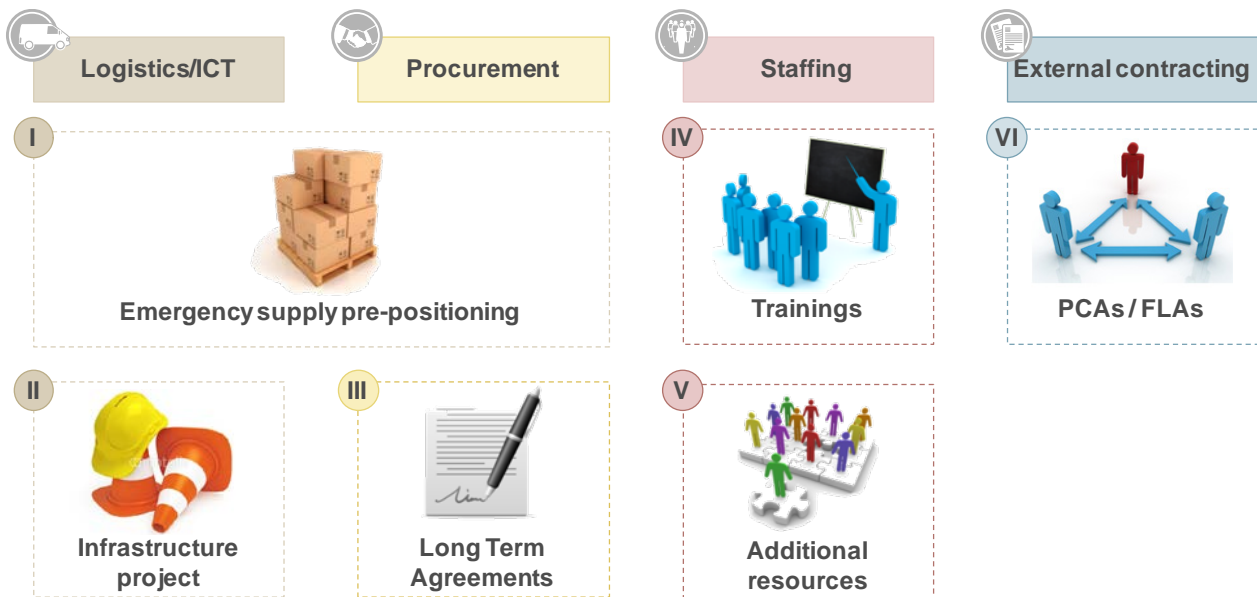 Logistics/ICT
Procurement
Staffing
External contracting
I
Emergency supply pre-positioning
IV
Trainings
VI
PCAs / FLAs
II
Infrastructure
project
III
Long Term
Agreements
V
Additional
resources